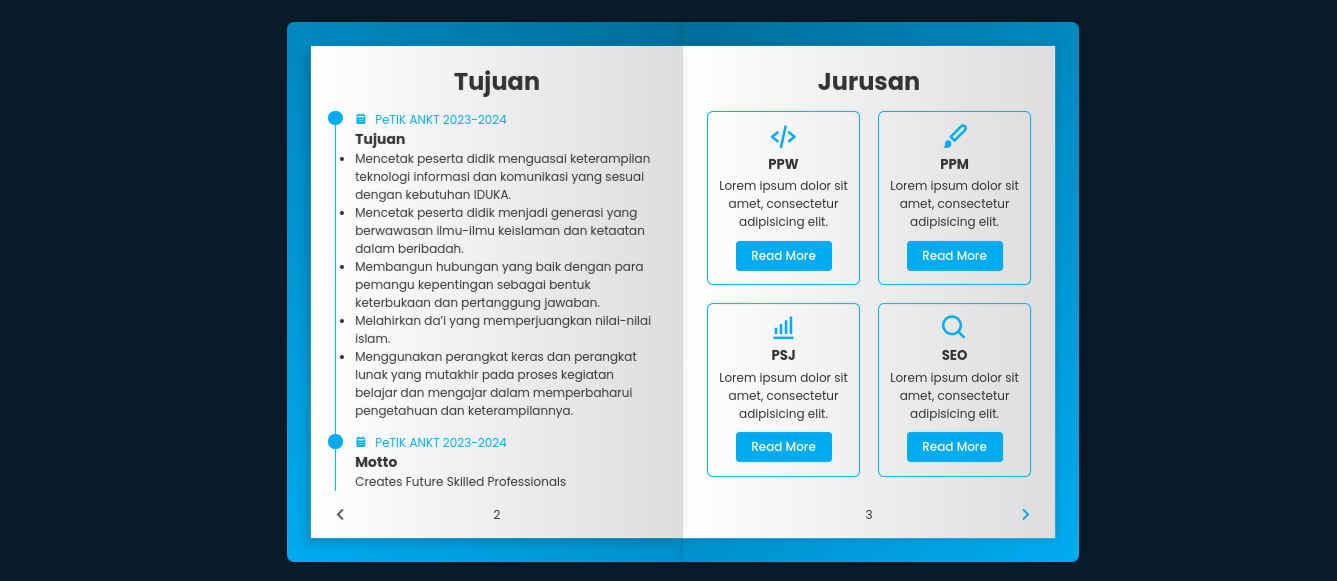 Tujuan
PeTIK ANKT 2023-2024
Tujuan
Mencetak peserta didik menguasai keterampilan
teknologi informasi dan komunikasi yang sesuai
dengan kebutuhan IDUKA.
Mencetak peserta didik menjadi generasi yang
berwawasan ilmu-ilmu keislaman dan ketaatan
dalam beribadah.
Membangun hubungan yang baik dengan para
pemangu kepentingan sebagai bentuk
keterbukaan dan pertanggung jawaban.
Melahirkan da'i yang memperjuangkan nilai-nilai
islam.
Menggunakan perangkat keras dan perangkat
lunak yang mutakhir pada proses kegiatan
belajar dan mengajar dalam memperbaharui
pengetahuan dan keterampilannya.
PeTIK ANKT 2023-2024
Motto
Creates Future Skilled Professionals
2
Jurusan
PPW
Lorem ipsum dolor sit
amet, consectetur
adipisicing elit.
Read More
PPM
Lorem ipsum dolor sit
amet, consectetur
adipisicing elit.
Read More
PSJ
Lorem ipsum dolor sit
amet, consectetur
adipisicing elit.
Read More
SEO
Lorem ipsum dolor sit
amet, consectetur
adipisicing elit.
Read More
3